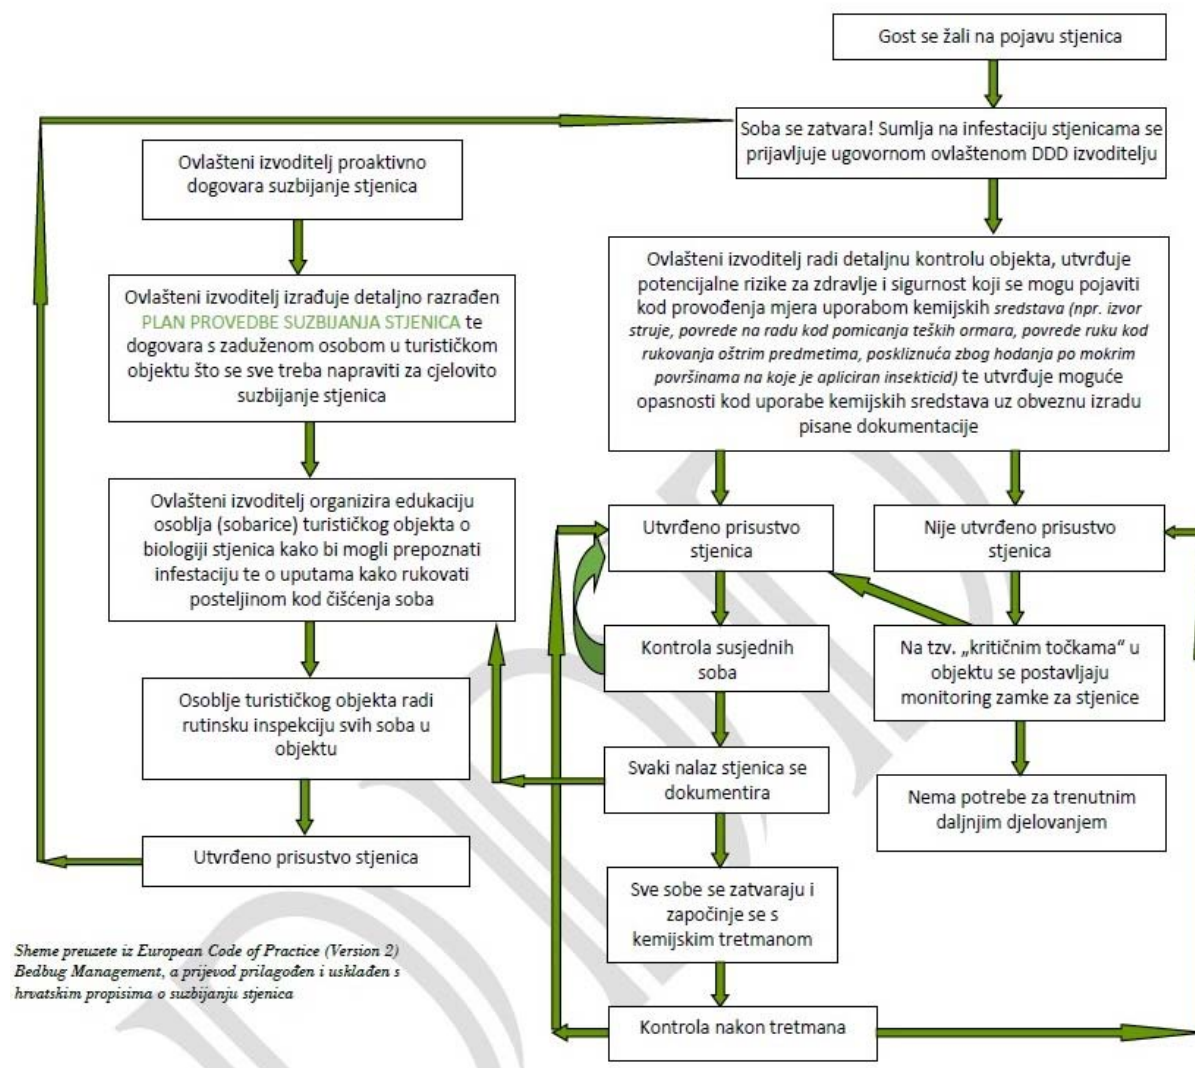 Gost se žali na pojavu stjenica
Soba se zatvara! Sumlja na infestaciju stjenicama se
prijavljuje ugovornom ovlaštenom DDD izvoditelju
Ovlašteni izvoditelj proaktivno
dogovara suzbijanje stjenica
Ovlašteni izvoditelj izrađuje detaljno razrađen
PLAN PROVEDBE SUZBIJANJA STJENICA te
dogovara s zaduženom osobom u turističkom
objektu što se sve treba napraviti za cjelovito
suzbijanje stjenica
Ovlašteni izvoditelj organizira edukaciju
osoblja (sobarice) turističkog objekta o
biologiji stjenica kako bi mogli prepoznati
infestaciju te o uputama kako rukovati
posteljinom kod čišćenja soba
Osoblje turističkog objekta radi
rutinsku inspekciju svih soba u
objektu
Utvrđeno prisustvo stjenica
Ovlašteni izvoditelj radi detaljnu kontrolu objekta, utvrđuje
potencijalne rizike za zdravlje i sigurnost koji se mogu pojaviti
kod provođenja mjera uporabom kemijskih sredstava (npr. izvor
struje, povrede na radu kod pomicanja teških ormara, povrede ruku kod
rukovanja oštrim predmetima, poskliznuća zbog hodanja po mokrim
površinama na koje je apliciran insekticid) te utvrđuje moguće
opasnosti kod uporabe kemijskih sredstava uz obveznu izradu
pisane dokumentacije
Utvrđeno prisustvo
stjenica
Nije utvrđeno prisustvo
stjenica
Kontrola susjednih
soba
Na tzv. „kritičnim točkama“ u
objektu se postavljaju
monitoring zamke za stjenice
Svaki nalaz stjenica se
dokumentira
Nema potrebe za trenutnim
daljnjim djelovanjem
Sve sobe se zatvaraju i
započinje se s
kemijskim tretmanom
Kontrola nakon tretmana
Sheme preuzete iz European Code of Practice (Version 2)
Bedbug Management, a prijevod prilagođen i usklađen s
hrvatskim propisima o suzbijanju stjenica